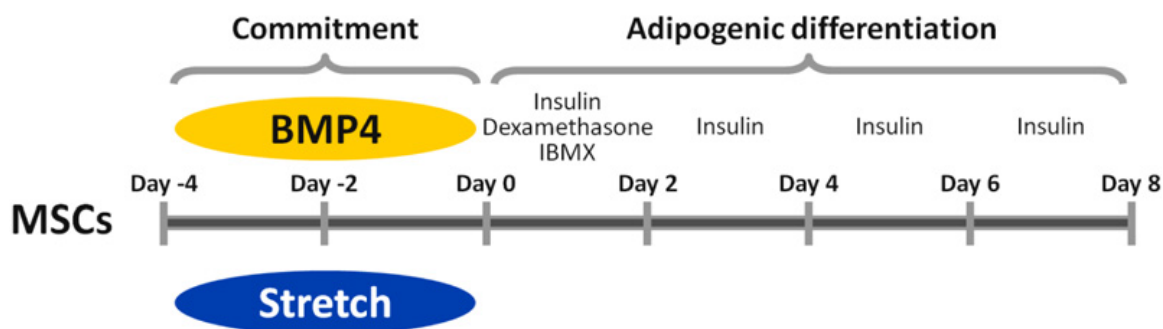 Commitment
Adipogenic differentiation
BMP4
Insulin
Dexamethasone
IBMX
Insulin
Insulin
Insulin
Day -4
Day -2
Day 0
Day 2
Day 4
Day 6
Day 8
MSCs
Stretch